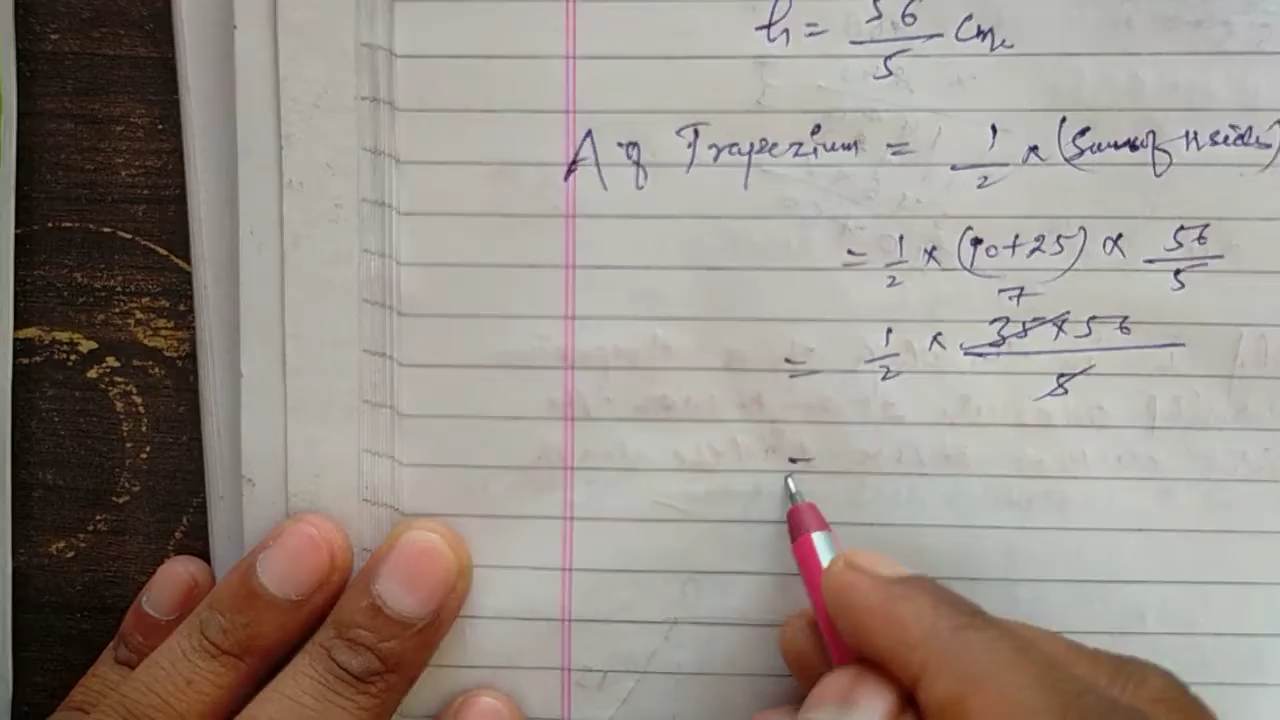 h = 56/5 cm
A of Trapezium = 1/2 × (Sum of || sides)
= 1/2 × (10+25) × 56/5
7
= 1/2 × 35×56/5
-